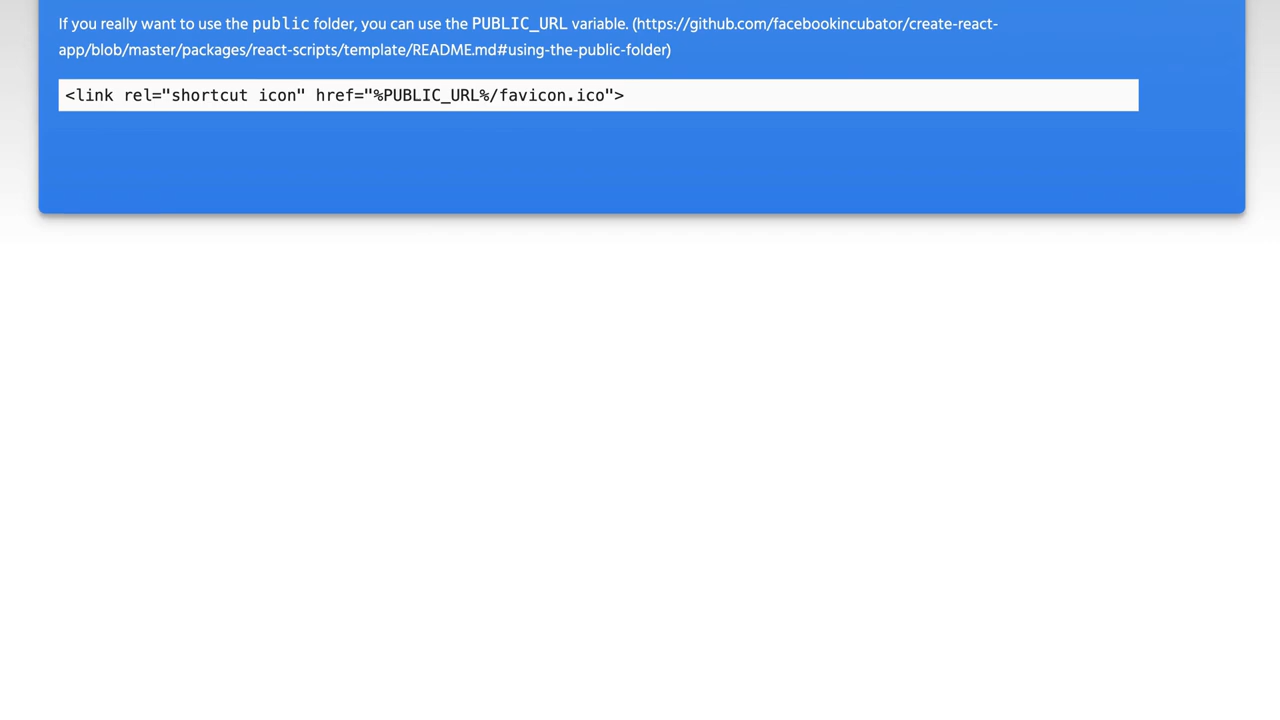 If you really want to use the public folder, you can use the PUBLIC_URL variable. (https://github.com/facebookincubator/create-react-
app/blob/master/packages/react-scripts/template/README.md#using-the-public-folder)
<link rel="shortcut icon" href="%PUBLIC_URL%/favicon.ico">